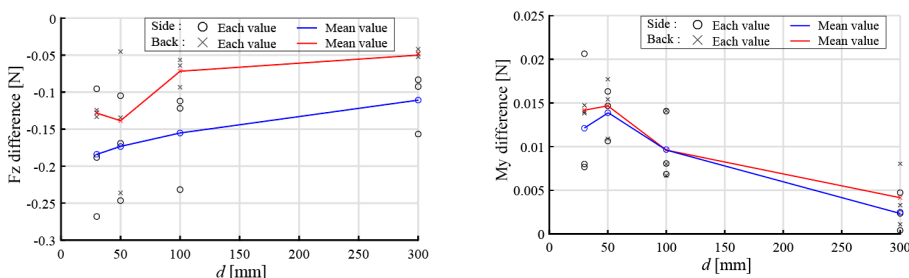 0
-0.05
-0.1
-0.15
-0.2
-0.25
-0.3
Fz difference [N]
Side : Each value Mean value
Back : Each value Mean value
0 50 100 150 200 250 300
d [mm]
0.025
0.02
0.015
0.01
0.005
0
My difference [N]
Side : Each value Mean value
Back : Each value Mean value
0 50 100 150 200 250 300
d [mm]